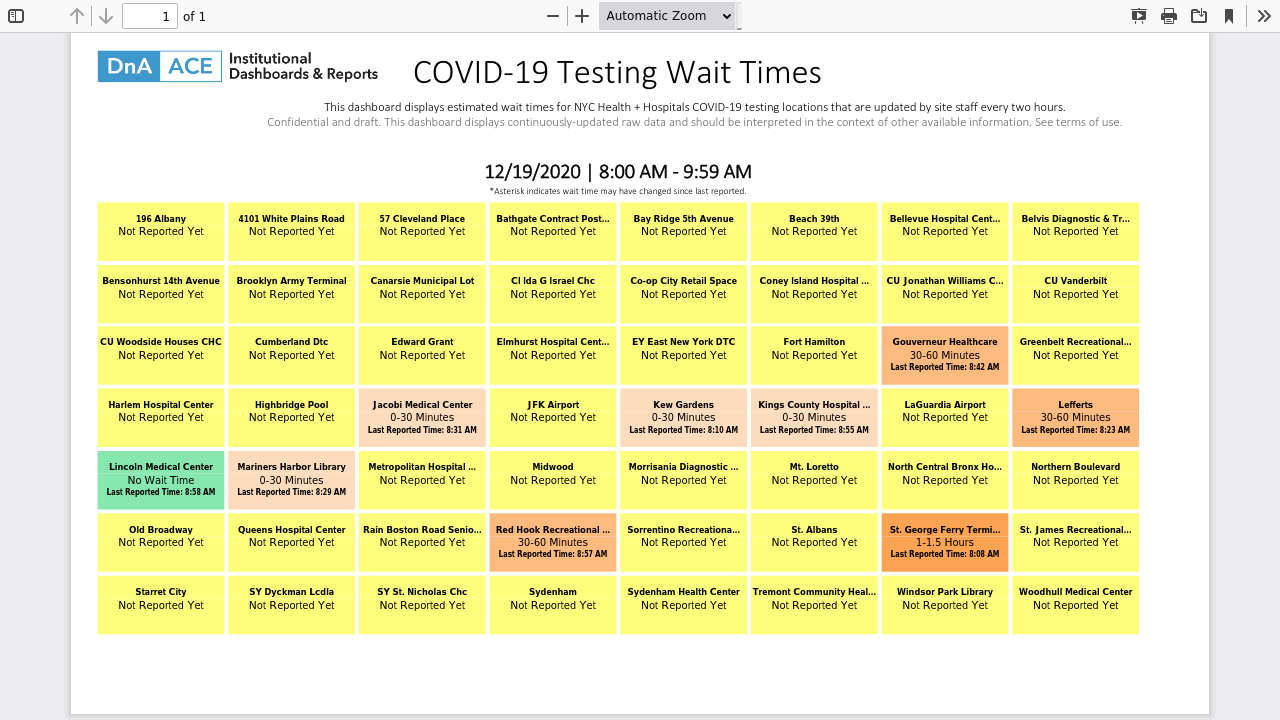 1 of 1
Automatic Zoom
DnA ACE Institutional
Dashboards & Reports
COVID-19 Testing Wait Times
This dashboard displays estimated wait times for NYC Health + Hospitals COVID-19 testing locations that are updated by site staff every two hours.
Confidential and draft. This dashboard displays continuously-updated raw data and should be interpreted in the context of other available information. See terms of use.
12/19/2020 | 8:00 AM - 9:59 AM
*Asterisk indicates wait time may have changed since last reported.
196 Albany
Not Reported Yet
4101 White Plains Road
Not Reported Yet
57 Cleveland Place
Not Reported Yet
Bathgate Contract Post...
Not Reported Yet
Bay Ridge 5th Avenue
Not Reported Yet
Beach 39th
Not Reported Yet
Bellevue Hospital Cent...
Not Reported Yet
Belvis Diagnostic & Tr...
Not Reported Yet
Bensonhurst 14th Avenue
Not Reported Yet
Brooklyn Army Terminal
Not Reported Yet
Canarsie Municipal Lot
Not Reported Yet
Cl Ida G Israel Chc
Not Reported Yet
Co-op City Retail Space
Not Reported Yet
Coney Island Hospital ...
Not Reported Yet
CU Jonathan Williams C...
Not Reported Yet
CU Vanderbilt
Not Reported Yet
CU Woodside Houses CHC
Not Reported Yet
Cumberland Dtc
Not Reported Yet
Edward Grant
Not Reported Yet
Elmhurst Hospital Cent...
Not Reported Yet
EY East New York DTC
Not Reported Yet
Fort Hamilton
Not Reported Yet
Gouverneur Healthcare
30-60 Minutes
Last Reported Time: 8:42 AM
Greenbelt Recreational...
Not Reported Yet
Harlem Hospital Center
Not Reported Yet
Highbridge Pool
Not Reported Yet
Jacobi Medical Center
0-30 Minutes
Last Reported Time: 8:31 AM
JFK Airport
Not Reported Yet
Kew Gardens
0-30 Minutes
Last Reported Time: 8:10 AM
Kings County Hospital ...
0-30 Minutes
Last Reported Time: 8:55 AM
LaGuardia Airport
Not Reported Yet
Lefferts
30-60 Minutes
Last Reported Time: 8:23 AM
Lincoln Medical Center
No Wait Time
Last Reported Time: 8:58 AM
Mariners Harbor Library
0-30 Minutes
Last Reported Time: 8:29 AM
Metropolitan Hospital ...
Not Reported Yet
Midwood
Not Reported Yet
Morrisania Diagnostic ...
Not Reported Yet
Mt. Loretto
Not Reported Yet
North Central Bronx Ho...
Not Reported Yet
Northern Boulevard
Not Reported Yet
Old Broadway
Not Reported Yet
Queens Hospital Center
Not Reported Yet
Rain Boston Road Senio...
Not Reported Yet
Red Hook Recreational ...
30-60 Minutes
Last Reported Time: 8:57 AM
Sorrentino Recreationa...
Not Reported Yet
St. Albans
Not Reported Yet
St. George Ferry Termi...
1-1.5 Hours
Last Reported Time: 8:08 AM
St. James Recreational...
Not Reported Yet
Starret City
Not Reported Yet
SY Dyckman Lcdla
Not Reported Yet
SY St. Nicholas Chc
Not Reported Yet
Sydenham
Not Reported Yet
Sydenham Health Center
Not Reported Yet
Tremont Community Heal...
Not Reported Yet
Windsor Park Library
Not Reported Yet
Woodhull Medical Center
Not Reported Yet